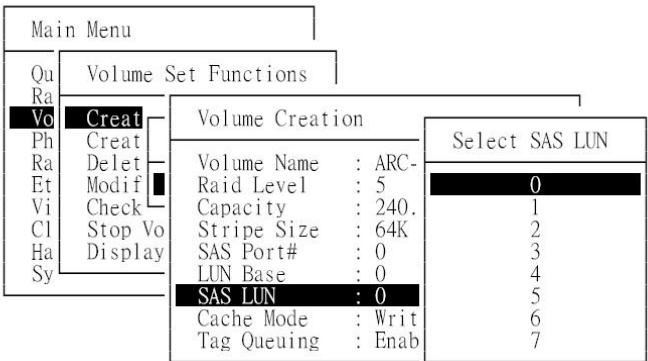 Main Menu
Qu
Ra
Vo
Ph
Ra
Et
Vi
Cl
Ha
Sy
Volume Set Functions
Creat
Creat
Delet
Modif
Check
Stop Vo
Display
Volume Creation
Volume Name : ARC-
Raid Level : 5
Capacity : 240.
Stripe Size : 64K
SAS Port# : 0
LUN Base : 0
SAS LUN : 0
Cache Mode : Writ
Tag Queuing : Enab
Select SAS LUN
0
1
2
3
4
5
6
7